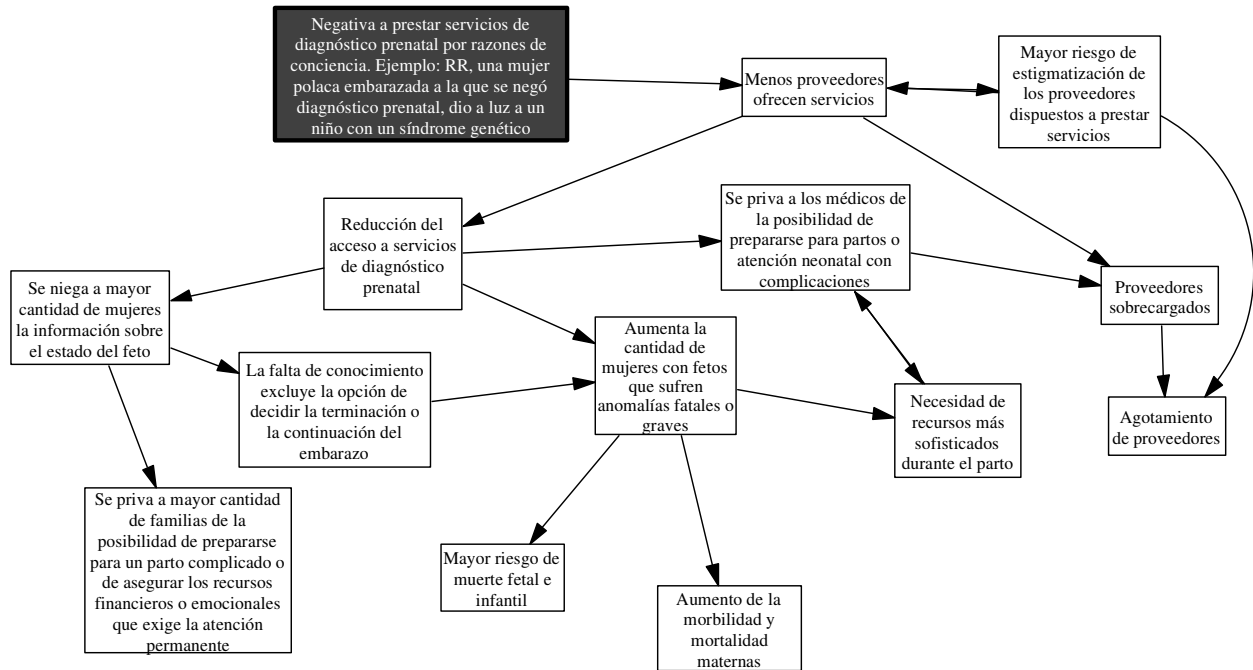 Negativa a prestar servicios de
diagnóstico prenatal por razones de
conciencia. Ejemplo: RR, una mujer
polaca embarazada a la que se negó
diagnóstico prenatal, dio a luz a un
niño con un síndrome genético
Menos proveedores
ofrecen servicios
Mayor riesgo de
estigmatización de
los proveedores
dispuestos a prestar
servicios
Reducción del
acceso a servicios
de diagnóstico
prenatal
Se priva a los médicos de
la posibilidad de
prepararse para partos o
atención neonatal con
complicaciones
Proveedores
sobrecargados
Se niega a mayor
cantidad de mujeres
la información sobre
el estado del feto
La falta de conocimiento
excluye la opción de
decidir la terminación o
la continuación del
embarazo
Aumenta la
cantidad de
mujeres con fetos
que sufren
anomalías fatales o
graves
Necesidad de
recursos más
sofisticados
durante el parto
Agotamiento
de proveedores
Se priva a mayor cantidad
de familias de la
posibilidad de prepararse
para un parto complicado o
de asegurar los recursos
financieros o emocionales
que exige la atención
permanente
Mayor riesgo de
muerte fetal e
infantil
Aumento de la
morbilidad y
mortalidad
maternas